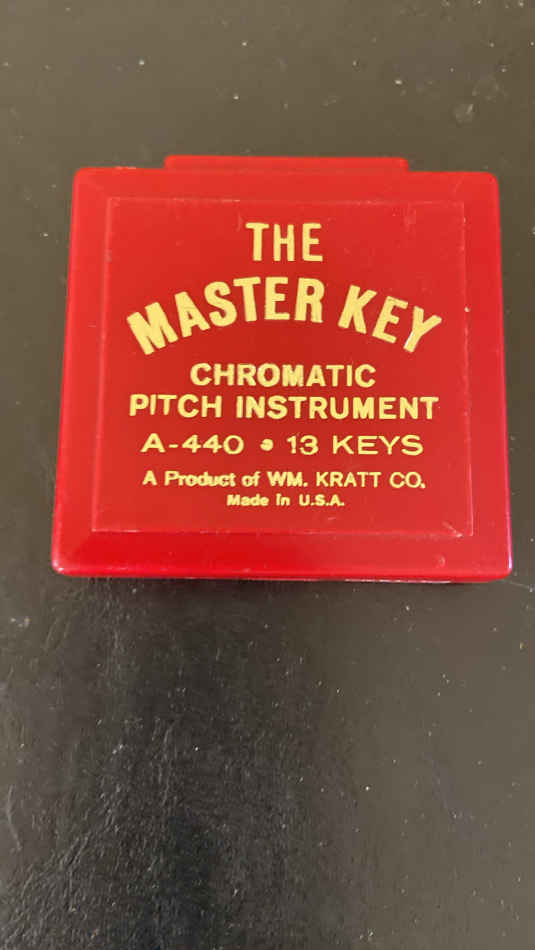 THE
MASTER KEY
CHROMATIC
PITCH INSTRUMENT
A-440 • 13 KEYS
A Product of WM. KRATT CO.
Made in U.S.A.